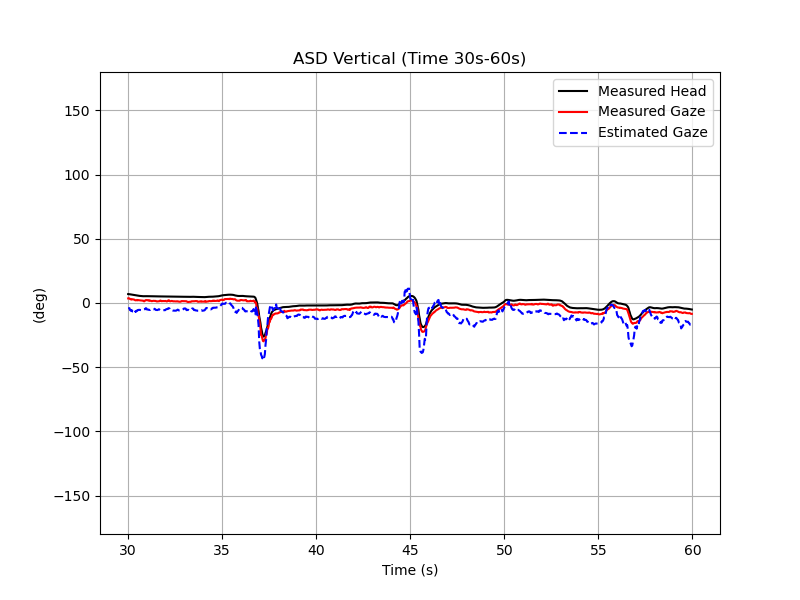 ASD Vertical (Time 30s-60s)
Measured Head
Measured Gaze
Estimated Gaze
150
100
50
0
−50
−100
−150
(deg)
30 35 40 45 50 55 60
Time (s)